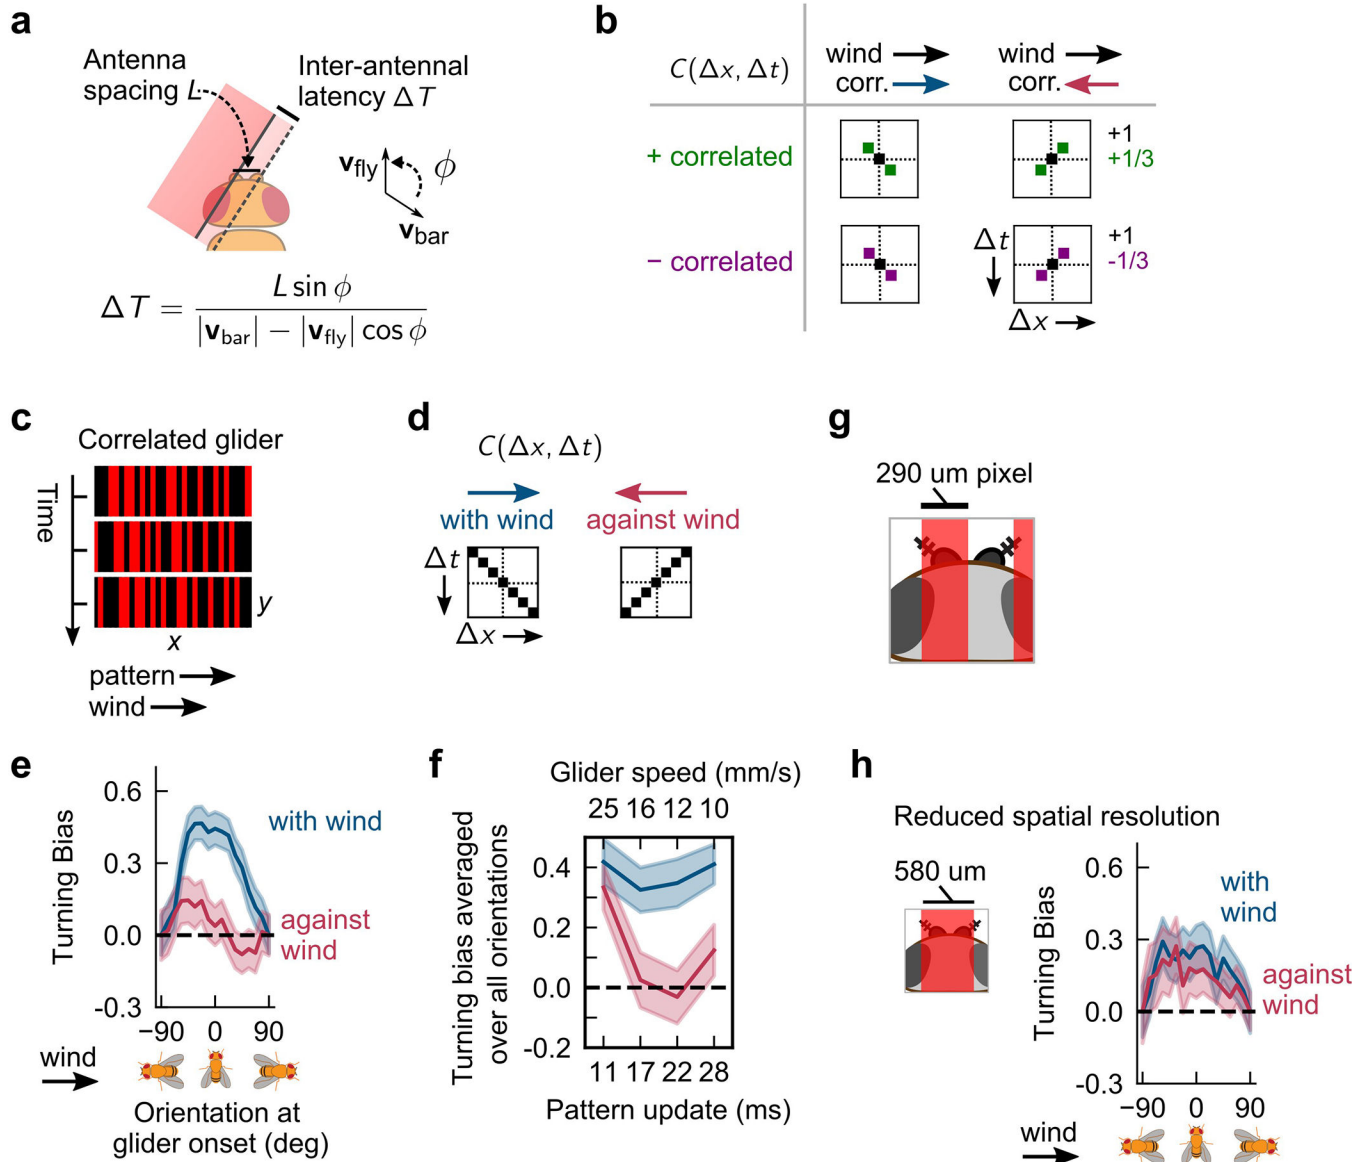 a
Antenna
spacing L
Inter-antennal
latency ΔT
v_fly
ϕ
v_bar
ΔT = L sin ϕ / (|v_bar| − |v_fly| cos ϕ)
b
C(Δx, Δt)
wind
corr.
wind
corr.
+ correlated
+1
+1/3
− correlated
Δt
+1
-1/3
Δx
c
Correlated glider
Time
y
x
pattern
wind
d
C(Δx, Δt)
with wind
against wind
Δt
Δx
g
290 um pixel
e
Turning Bias
0.6
0.3
0.0
-0.3
with wind
against
wind
−90 0 90
wind
Orientation at
glider onset (deg)
f
Glider speed (mm/s)
25 16 12 10
Turning bias averaged
over all orientations
0.4
0.2
0.0
-0.2
11 17 22 28
Pattern update (ms)
h
Reduced spatial resolution
580 um
Turning Bias
0.6
0.3
0.0
-0.3
with
wind
against
wind
−90 0 90
wind